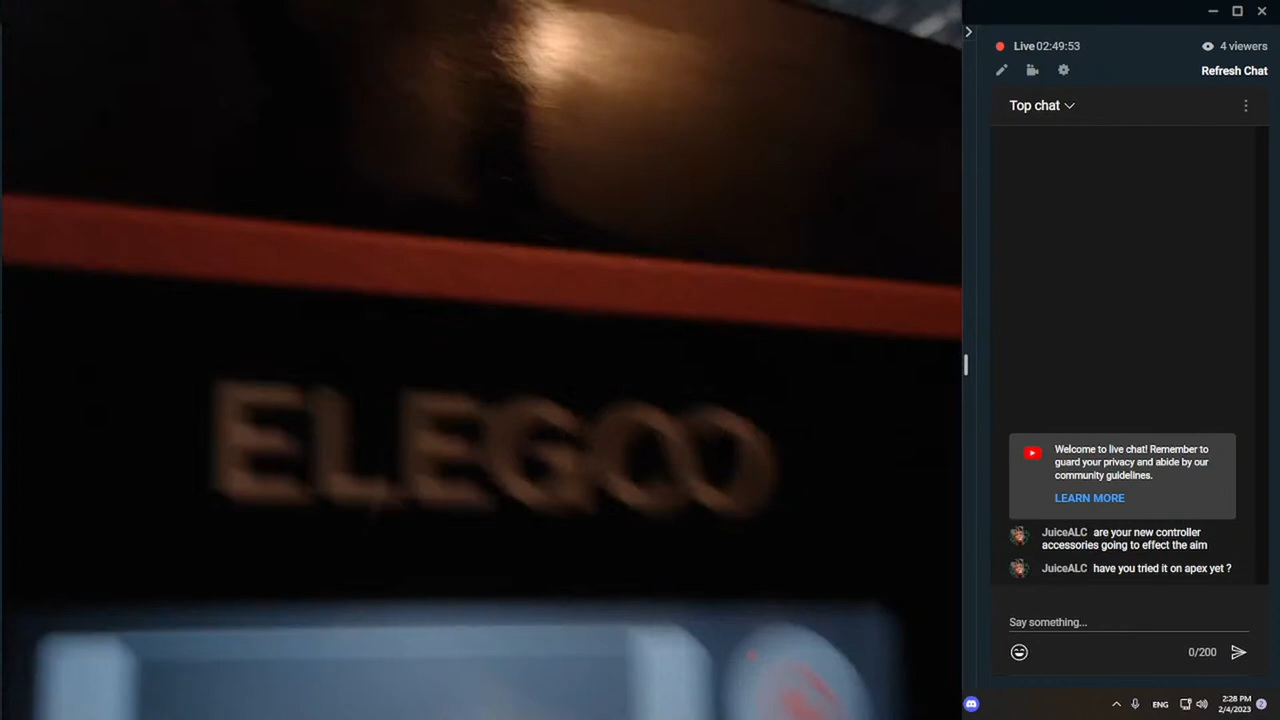 Live 02:49:53
4 viewers
Refresh Chat
Top chat
ELEGOO
Welcome to live chat! Remember to
guard your privacy and abide by our
community guidelines.
LEARN MORE
JuiceALC are your new controller
accessories going to effect the aim
JuiceALC have you tried it on apex yet ?
Say something...
0/200
ENG
2:28 PM
2/4/2023
2